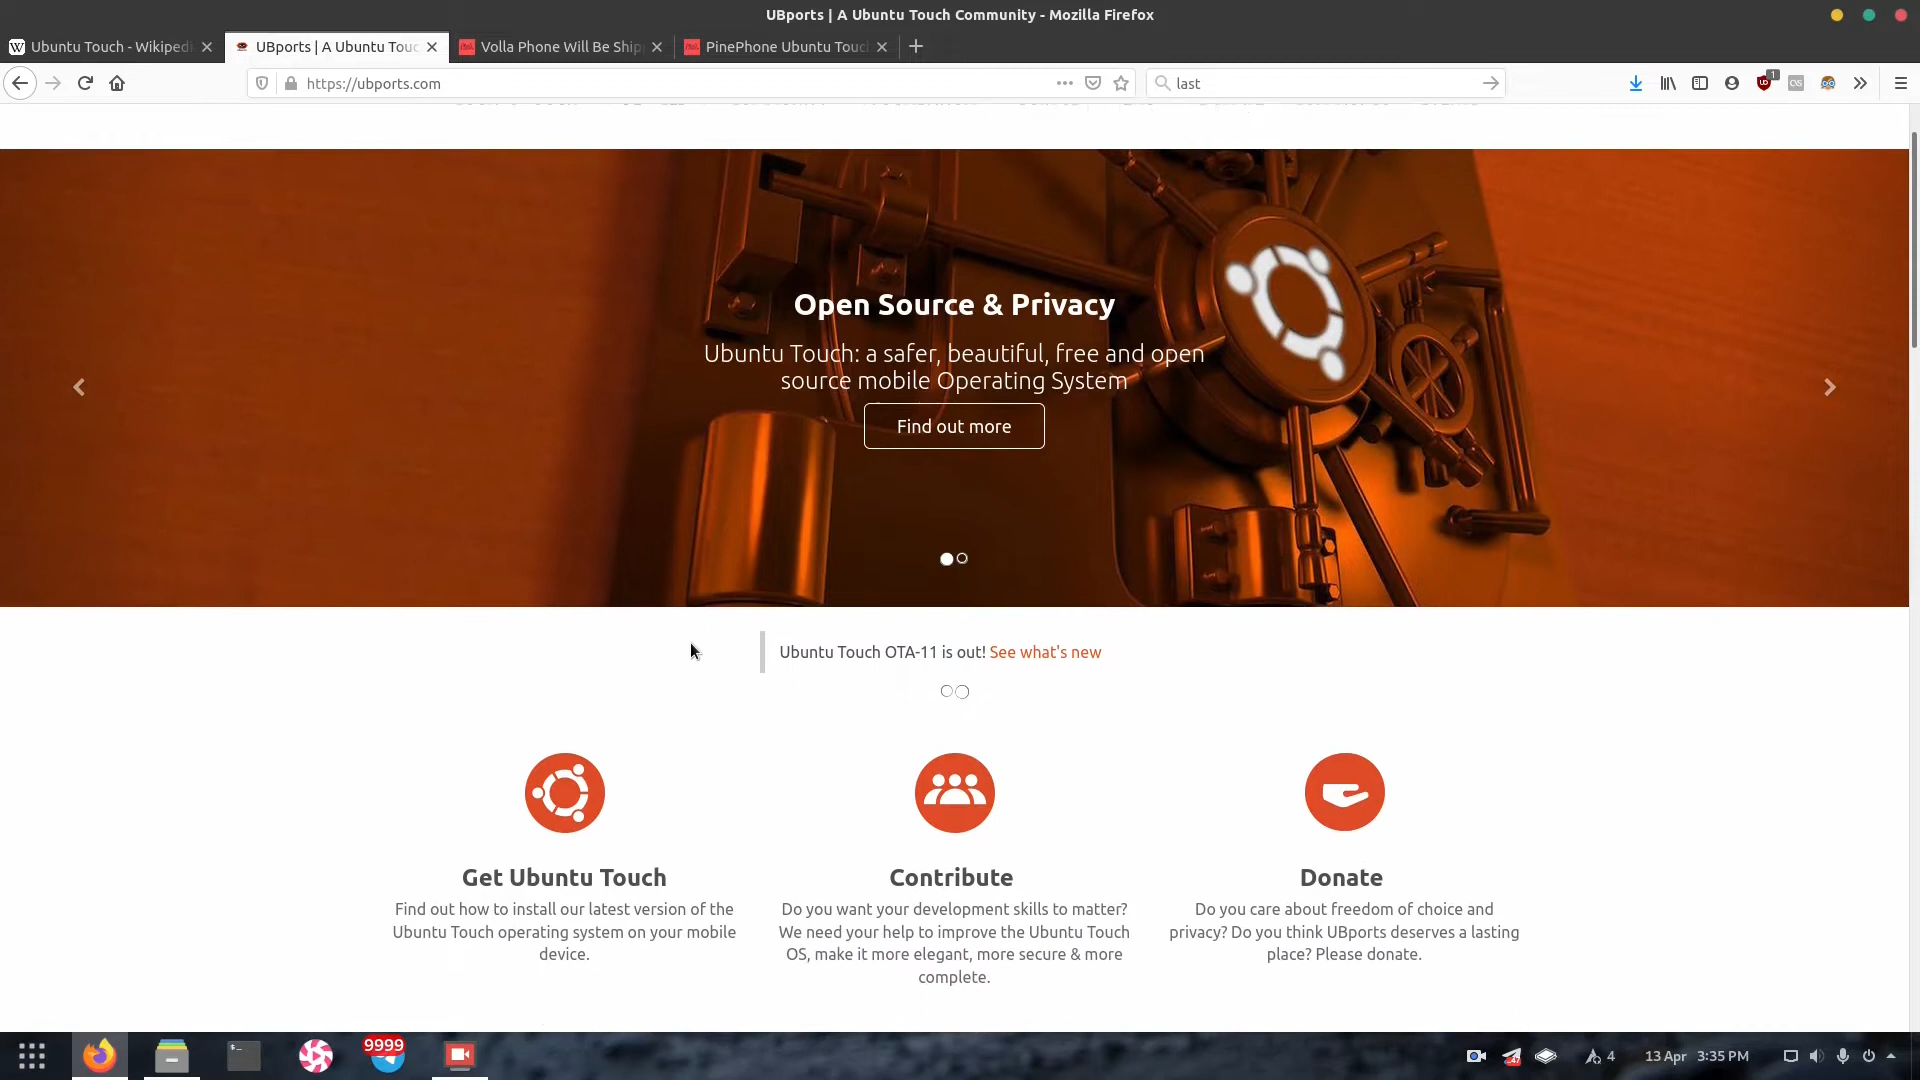 UBports | A Ubuntu Touch Community - Mozilla Firefox
Ubuntu Touch - Wikiped
UBports | A Ubuntu Touc
Volla Phone Will Be Ship
PinePhone Ubuntu Touc
https://ubports.com
last
1
Open Source & Privacy
Ubuntu Touch: a safer, beautiful, free and open
source mobile Operating System
Find out more
Ubuntu Touch OTA-11 is out! See what's new
Get Ubuntu Touch
Find out how to install our latest version of the
Ubuntu Touch operating system on your mobile
device.
Contribute
Do you want your development skills to matter?
We need your help to improve the Ubuntu Touch
OS, make it more elegant, more secure & more
complete.
Donate
Do you care about freedom of choice and
privacy? Do you think UBports deserves a lasting
place? Please donate.
9999
4
13 Apr 3:35 PM